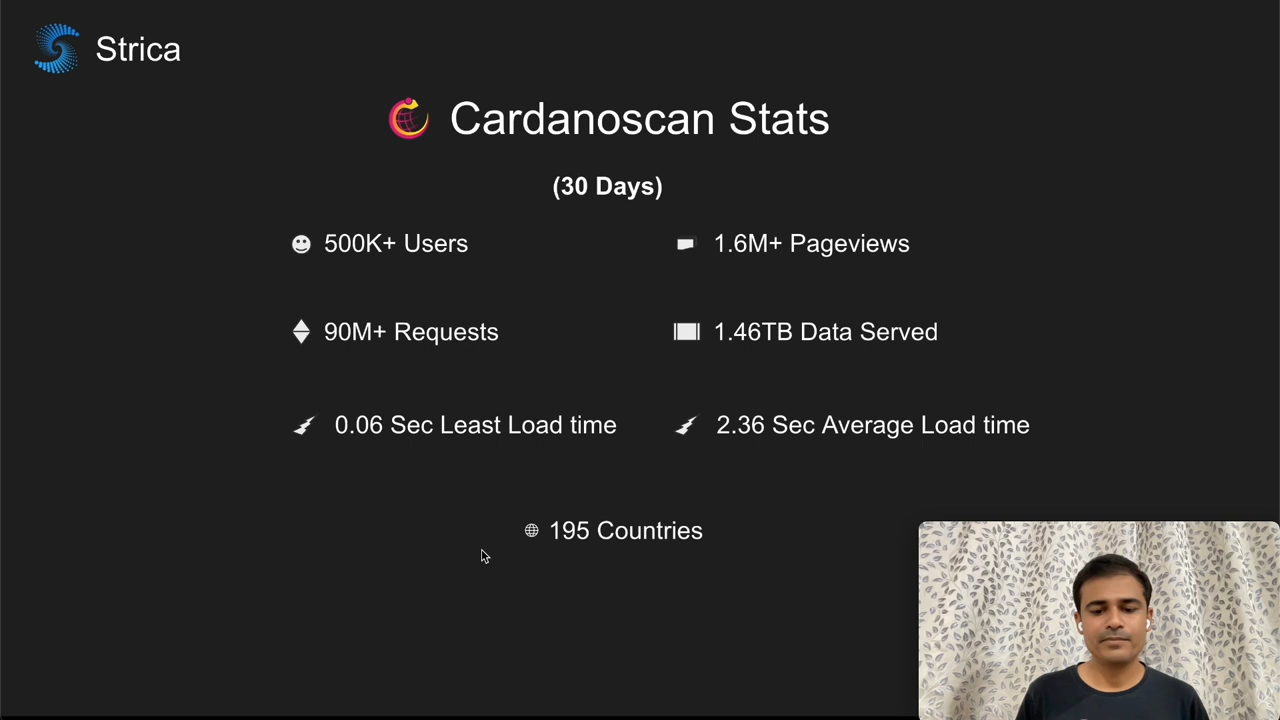 Strica
Cardanoscan Stats
(30 Days)
500K+ Users
1.6M+ Pageviews
90M+ Requests
1.46TB Data Served
0.06 Sec Least Load time
2.36 Sec Average Load time
195 Countries